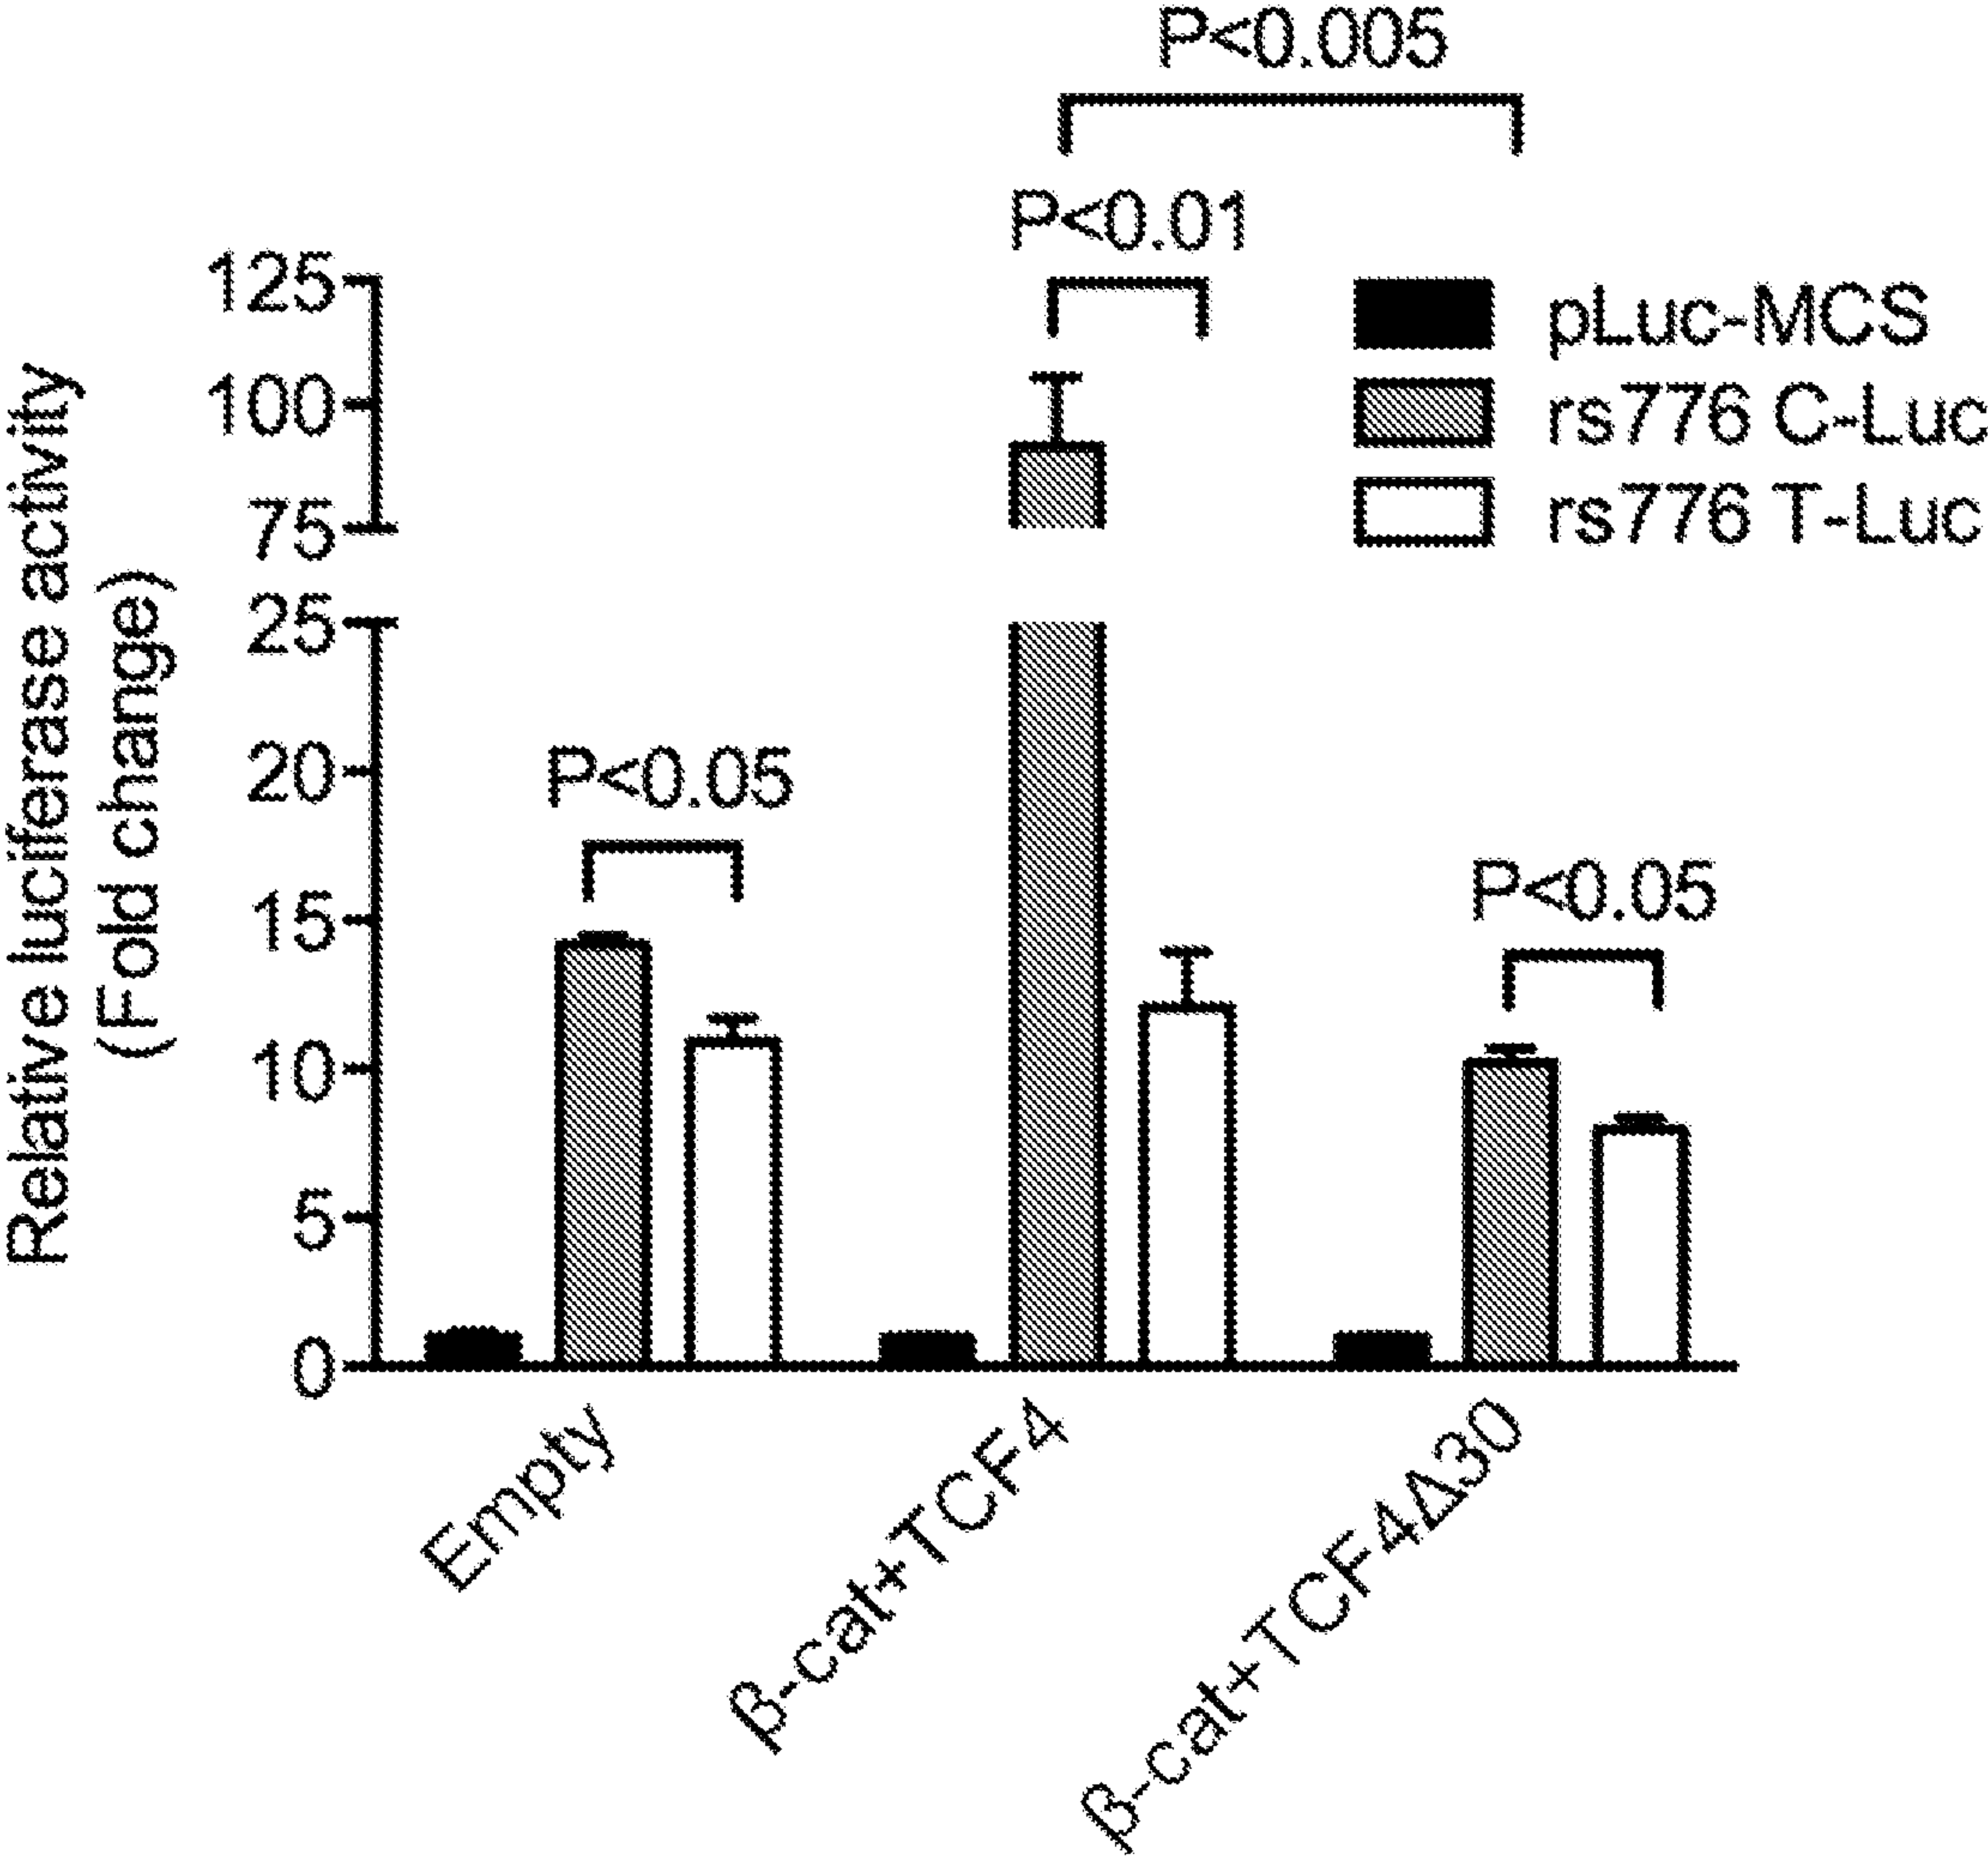 P<0.005
P<0.01
125
100
75
25
20
15
10
5
0
Relative luciferase activity
(Fold change)
pLuc-MCS
rs776 C-Luc
rs776 T-Luc
P<0.05
P<0.05
Empty
β-cat+TCF4
β-cat+TCF4Δ30